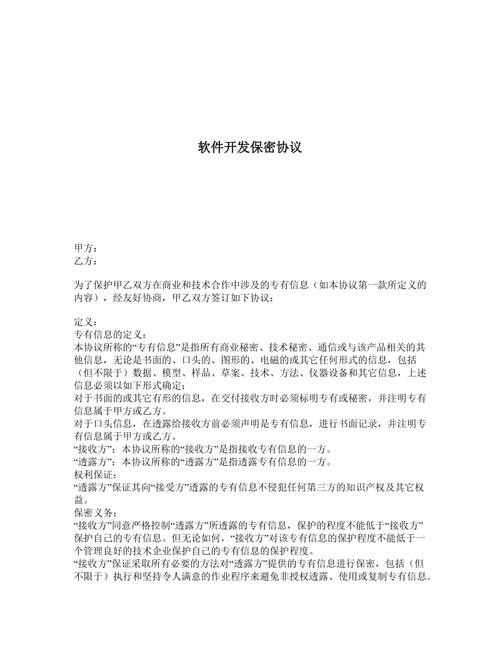 软件开发保密协议
甲方：
乙方：
为了保护甲乙双方在商业和技术合作中涉及的专有信息（如本协议第一款所定义的
内容），经友好协商，甲乙双方签订如下协议：
定义：
专有信息的定义：
本协议所称的“专有信息”是指所有商业秘密、技术秘密、通信或与该产品相关的其
他信息，无论是书面的、口头的、图形的、电磁的或其它任何形式的信息，包括
（但不限于）数据、模型、样品、草案、技术、方法、仪器设备和其它信息，上述
信息必须以如下形式确定：
对于书面的或其它有形的信息，在交付接收方时必须标明专有或秘密，并注明专有
信息属于甲方或乙方。
对于口头信息，在透露给接收方前必须声明是专有信息，进行书面记录，并注明专
有信息属于甲方或乙方。
“接收方”：本协议所称的“接收方”是指接收专有信息的一方。
“透露方”：本协议所称的“透露方”是指透露专有信息的一方。
权利保证：
“透露方”保证其向“接受方”透露的专有信息不侵犯任何第三方的知识产权及其它权
益。
保密义务：
“接收方”同意严格控制“透露方”所透露的专有信息，保护的程度不能低于“接收方”
保护自己的专有信息。但无论如何，“接收方”对该专有信息的保护程度不能低于一
个管理良好的技术企业保护自己的专有信息的保护程度。
“接收方”保证采取所有必要的方法对“透露方”提供的专有信息进行保密，包括（但
不限于）执行和坚持令人满意的作业程序来避免非授权透露、使用或复制专有信息。